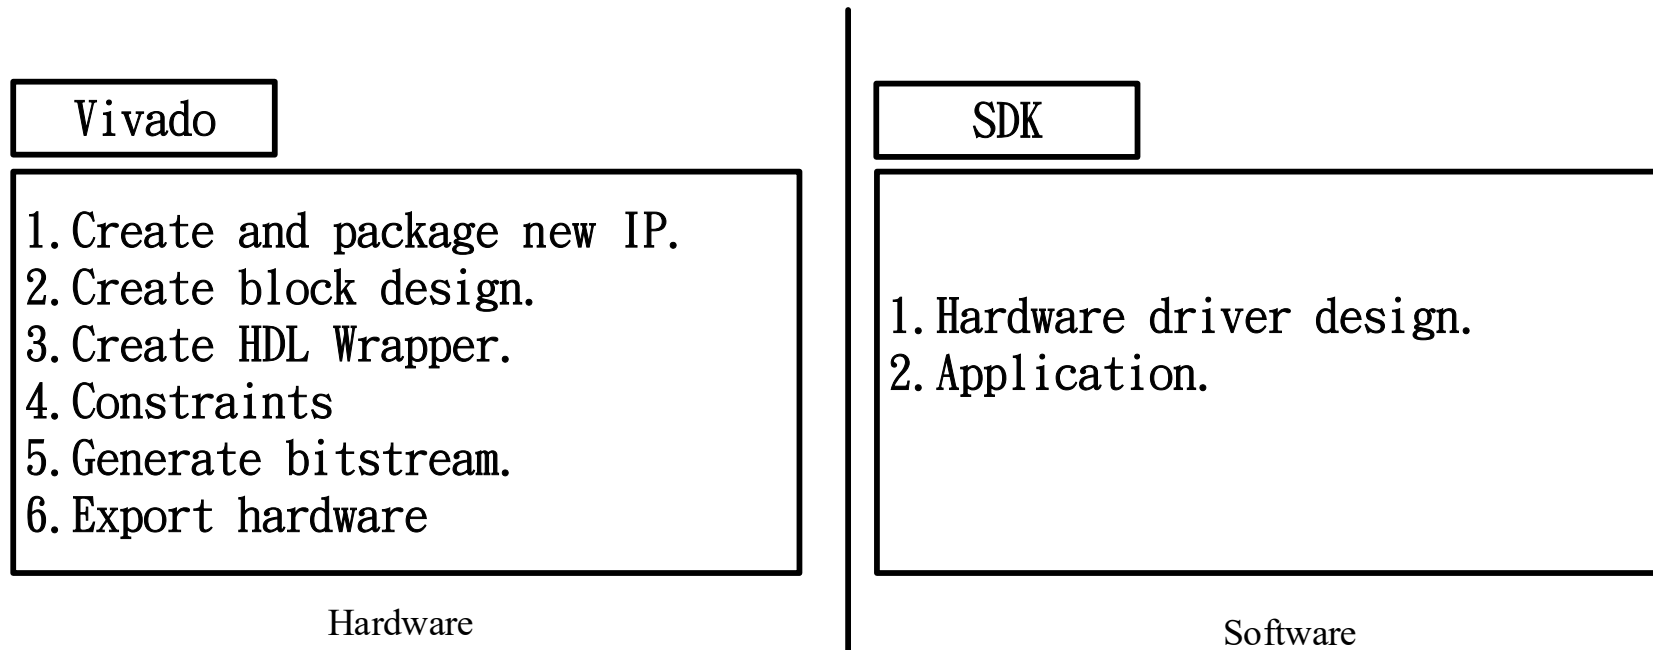 Vivado
1.Create and package new IP.
2.Create block design.
3.Create HDL Wrapper.
4.Constraints
5.Generate bitstream.
6.Export hardware
Hardware
SDK
1.Hardware driver design.
2.Application.
Software